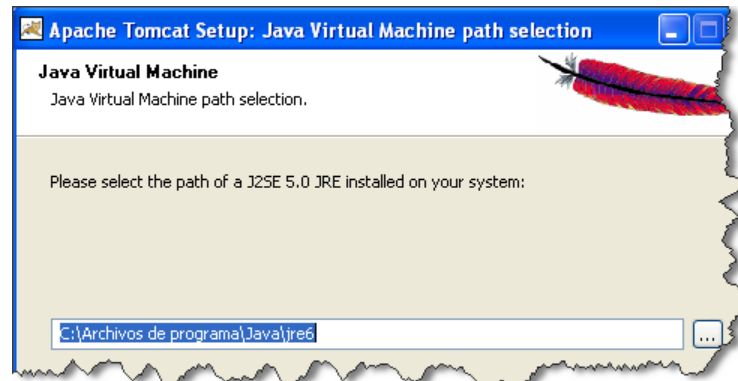 Apache Tomcat Setup: Java Virtual Machine path selection
Java Virtual Machine
Java Virtual Machine path selection.
Please select the path of a J2SE 5.0 JRE installed on your system:
C:\Archivos de programa\Java\jre6
...